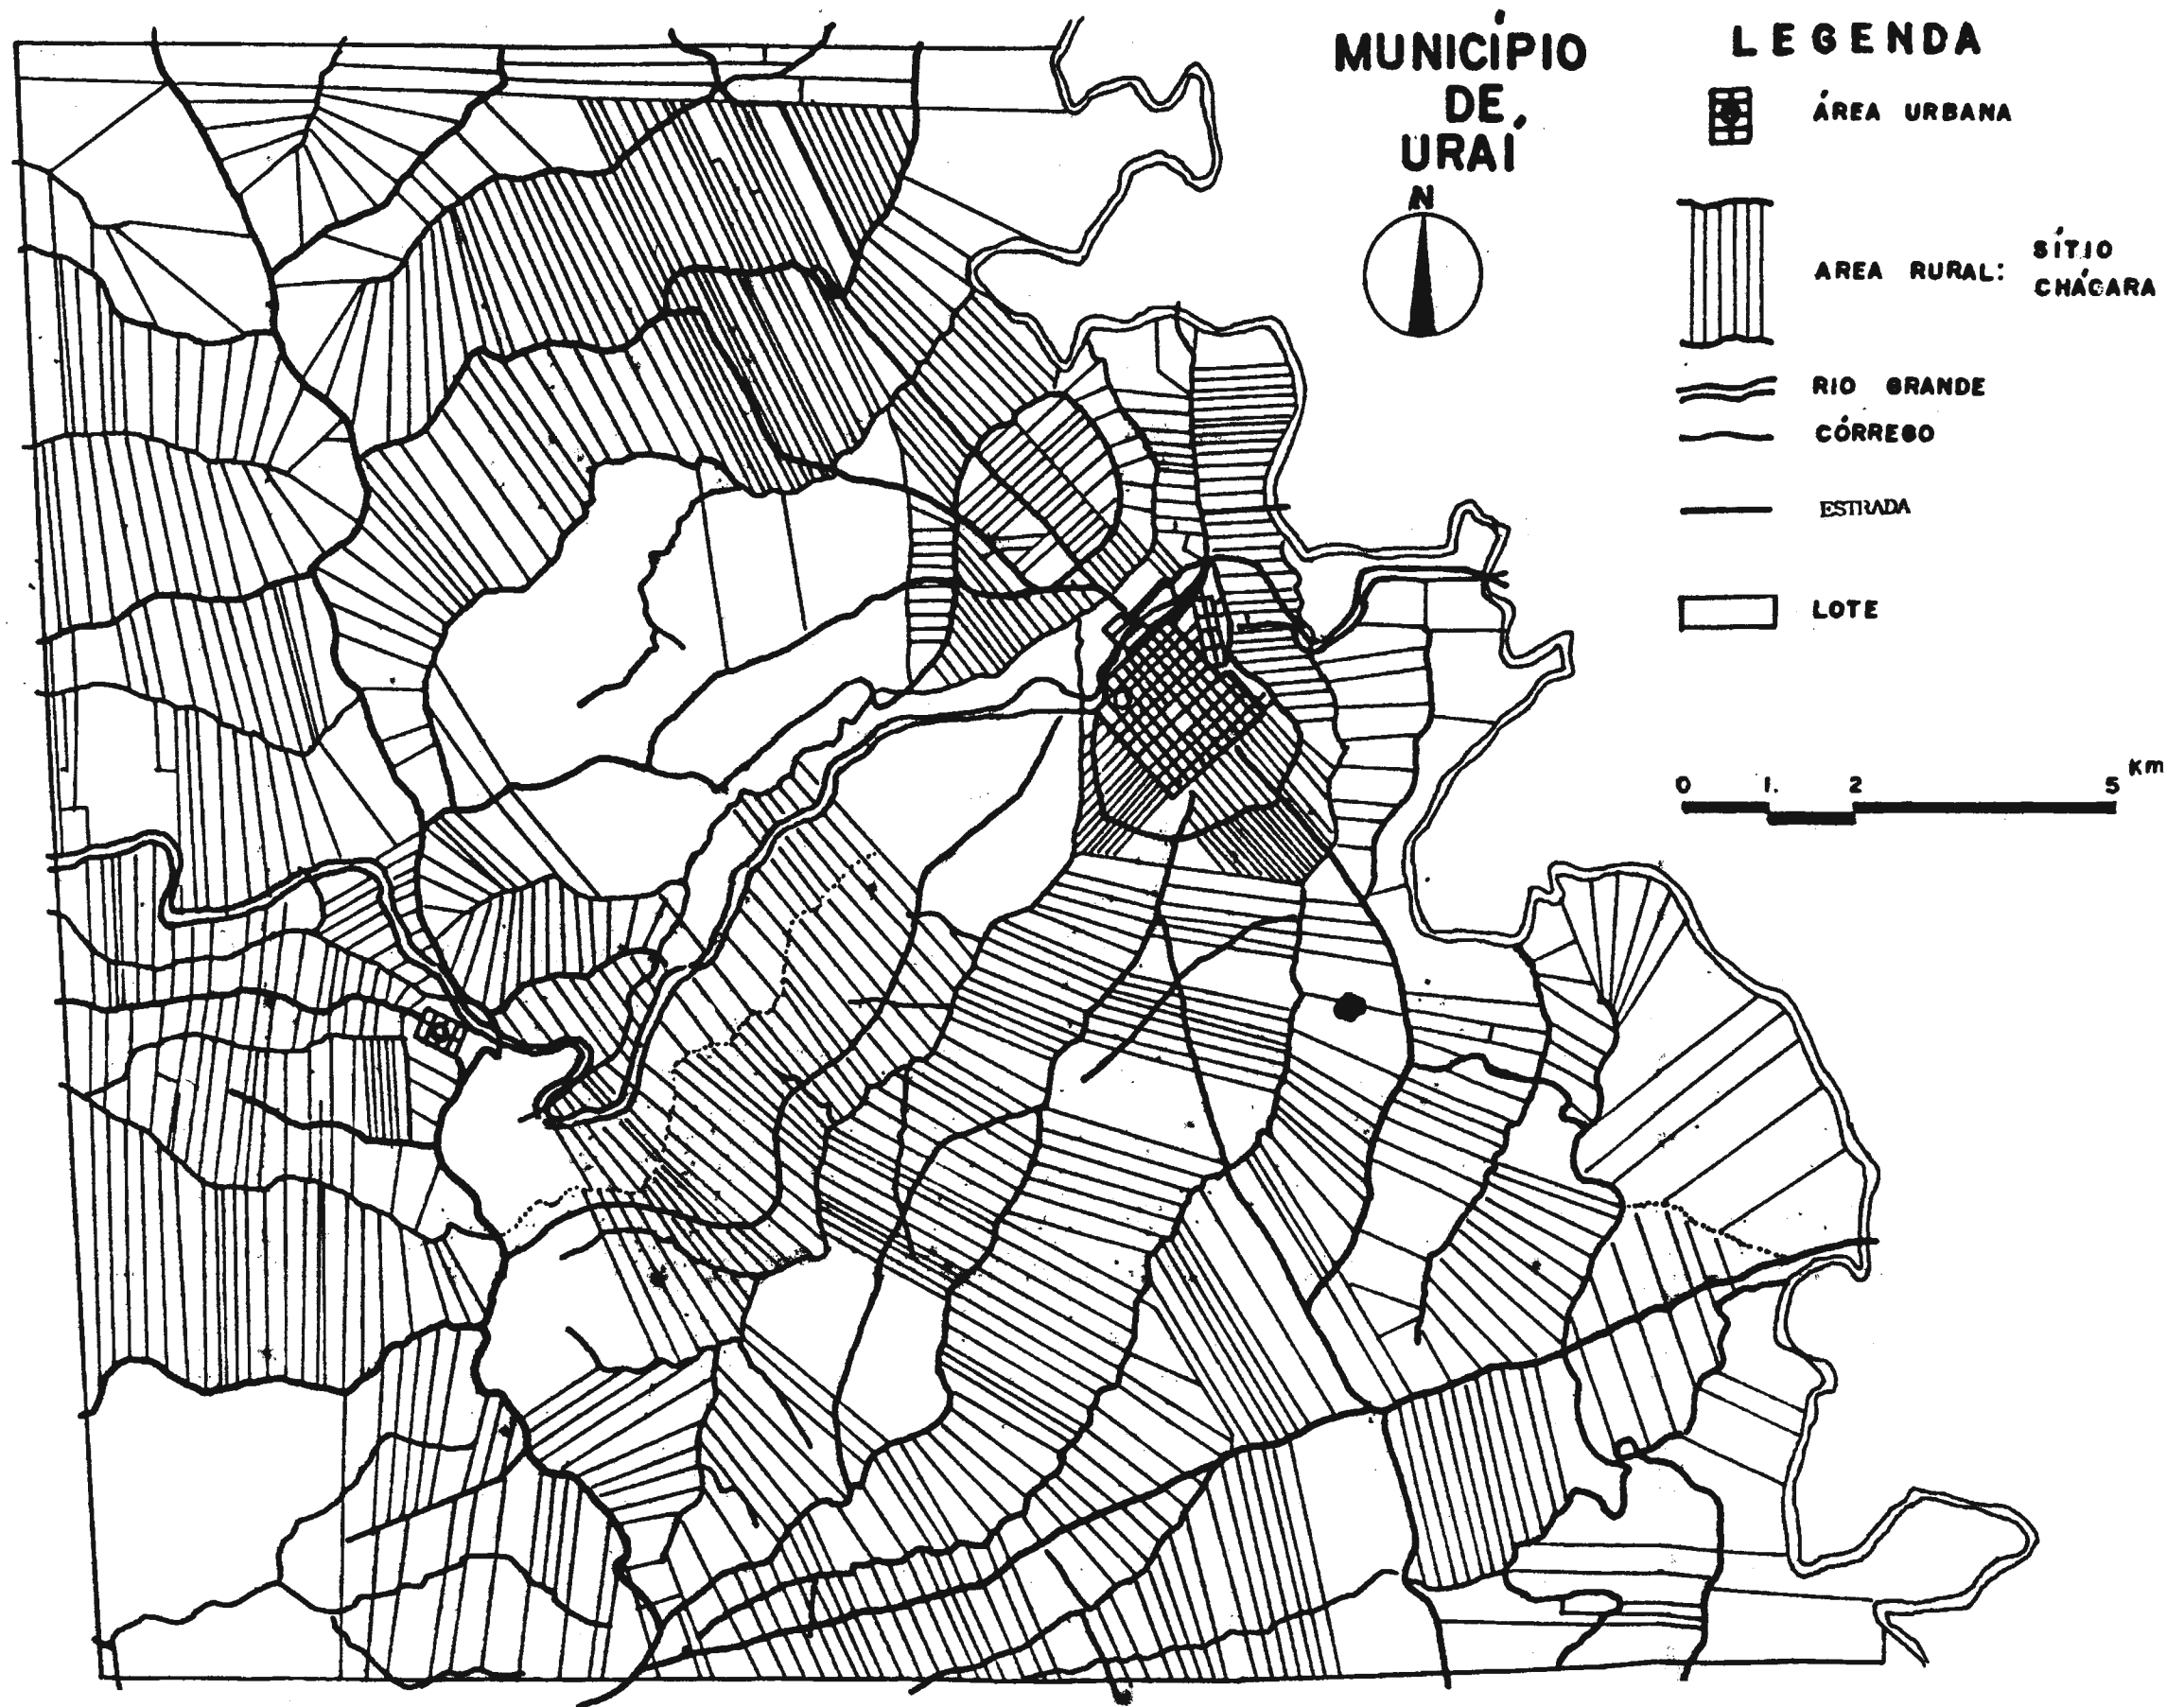 MUNICÍPIO
DE
URAÍ
N
LEGENDA
ÁREA URBANA
AREA RURAL: SÍTIO
CHÁCARA
RIO GRANDE
CÓRREGO
ESTRADA
LOTE
0 1. 2 5 Km